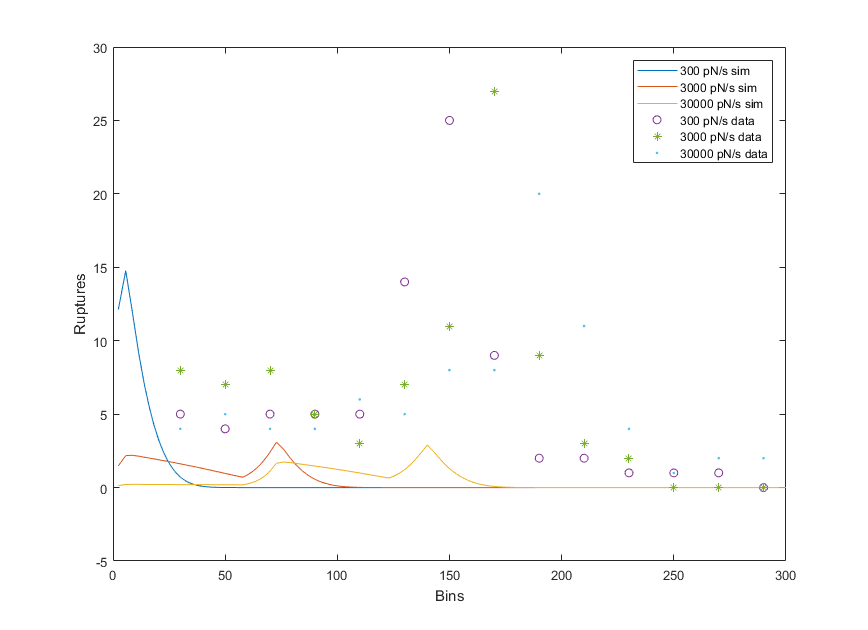 30
25
20
15
10
5
0
-5
Ruptures
0 50 100 150 200 250 300
Bins
300 pN/s sim
3000 pN/s sim
30000 pN/s sim
300 pN/s data
3000 pN/s data
30000 pN/s data